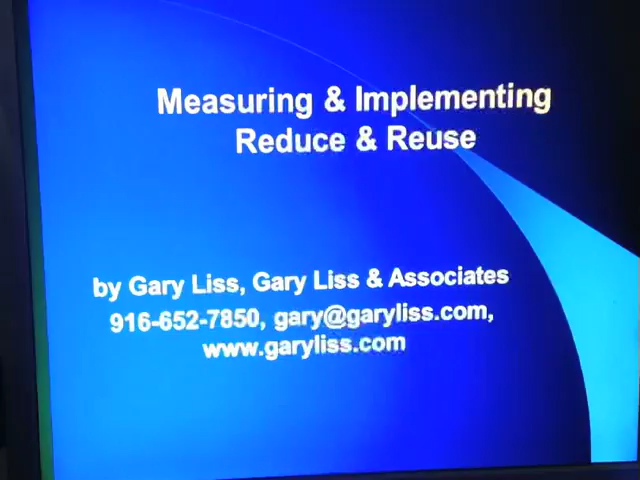 Measuring & Implementing
Reduce & Reuse
by Gary Liss, Gary Liss & Associates
916-652-7850, gary@garyliss.com,
www.garyliss.com